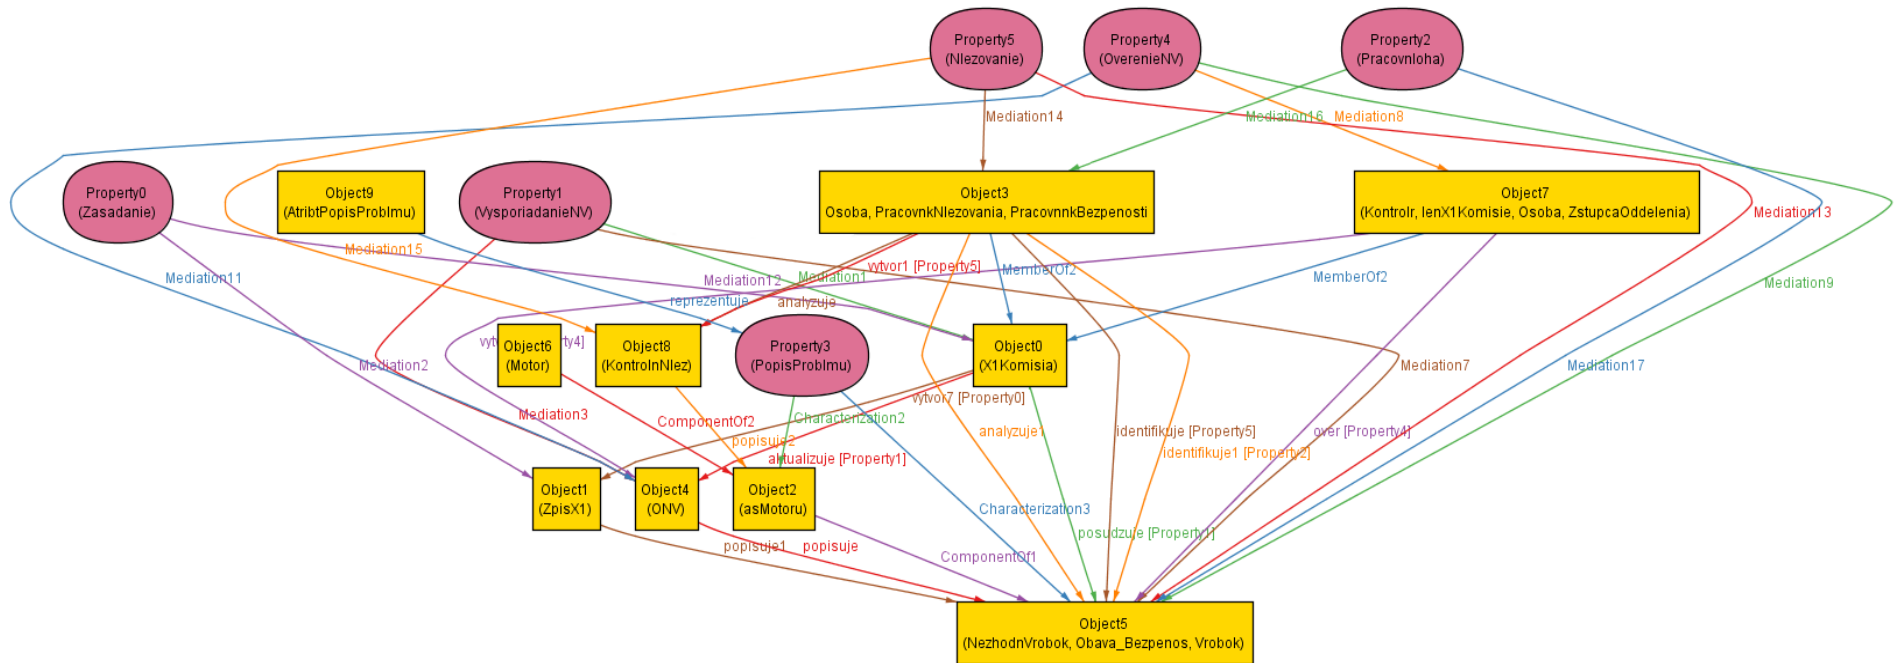 Property5
(NIezovanie)
Property4
(OverenieNV)
Property2
(Pracovnloha)
Mediation14
Mediation16
Mediation8
Property0
(Zasadanie)
Object9
(AtribtPopisProblmu)
Property1
(VysporiadanieNV)
Object3
Osoba, PracovnkNlezovania, PracovnnkBezpenosti
Object7
(Kontrolr, lenX1Komisie, Osoba, ZstupcaOddelenia)
Mediation13
Mediation15
Mediation11
Mediation12
Mediation1
vytvor1 [Property5]
MemberOf2
MemberOf2
Mediation9
reprezentuje
analyzuje
Object6
(Motor)
Object8
(KontrolnNlez)
Property3
(PopisProblmu)
Object0
(X1Komisia)
Mediation2
Mediation7
Mediation17
vytvor7 [Property0]
Mediation3
ComponentOf2
Characterization2
popisuje2
analyzuje1
identifikuje [Property5]
over [Property4]
aktualizuje [Property1]
identifikuje1 [Property2]
Object1
(ZpisX1)
Object4
(ONV)
Object2
(asMotoru)
Characterization3
posudzuje [Property1]
popisuje1
popisuje
ComponentOf1
Object5
(NezhodnVrobok, Obava_Bezpenos, Vrobok)